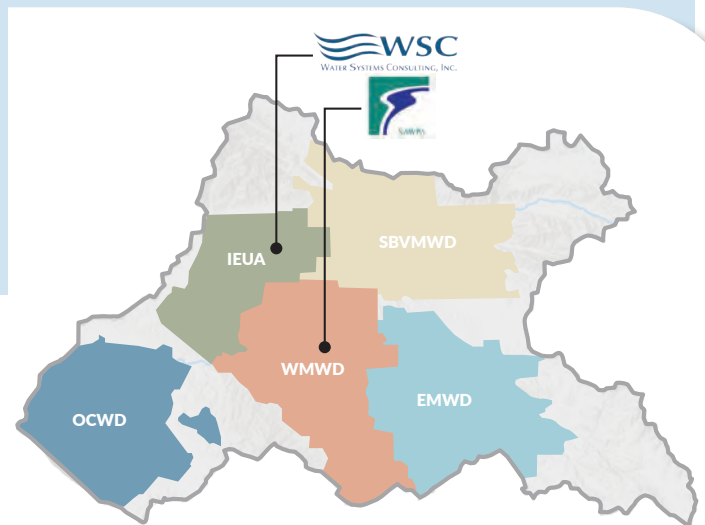 WSC
WATER SYSTEMS CONSULTING, INC.
SAWPA
SBVMWD
IEUA
WMWD
EMWD
OCWD